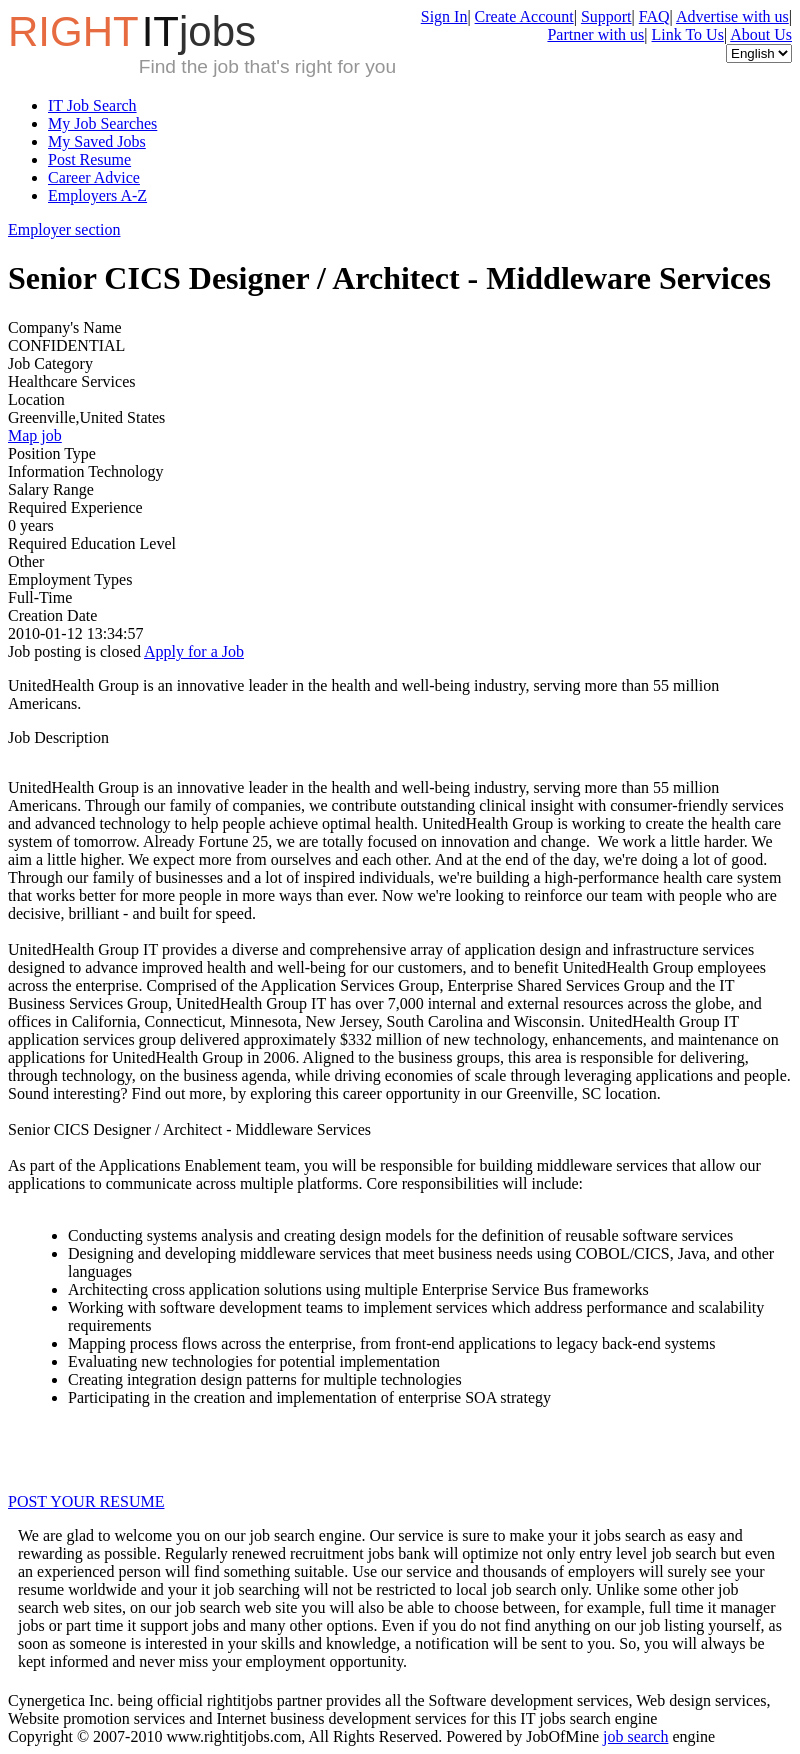 RIGHT ITjobs
Find the job that's right for you
Sign In| Create Account| Support| FAQ| Advertise with us|
Partner with us| Link To Us| About Us
English
IT Job Search
My Job Searches
My Saved Jobs
Post Resume
Career Advice
Employers A-Z
Employer section
Senior CICS Designer / Architect - Middleware Services
Company's Name
CONFIDENTIAL
Job Category
Healthcare Services
Location
Greenville,United States
Map job
Position Type
Information Technology
Salary Range
Required Experience
0 years
Required Education Level
Other
Employment Types
Full-Time
Creation Date
2010-01-12 13:34:57
Job posting is closed Apply for a Job
UnitedHealth Group is an innovative leader in the health and well-being industry, serving more than 55 million
Americans.
Job Description
UnitedHealth Group is an innovative leader in the health and well-being industry, serving more than 55 million
Americans. Through our family of companies, we contribute outstanding clinical insight with consumer-friendly services
and advanced technology to help people achieve optimal health. UnitedHealth Group is working to create the health care
system of tomorrow. Already Fortune 25, we are totally focused on innovation and change.  We work a little harder. We
aim a little higher. We expect more from ourselves and each other. And at the end of the day, we're doing a lot of good.
Through our family of businesses and a lot of inspired individuals, we're building a high-performance health care system
that works better for more people in more ways than ever. Now we're looking to reinforce our team with people who are
decisive, brilliant - and built for speed.
UnitedHealth Group IT provides a diverse and comprehensive array of application design and infrastructure services
designed to advance improved health and well-being for our customers, and to benefit UnitedHealth Group employees
across the enterprise. Comprised of the Application Services Group, Enterprise Shared Services Group and the IT
Business Services Group, UnitedHealth Group IT has over 7,000 internal and external resources across the globe, and
offices in California, Connecticut, Minnesota, New Jersey, South Carolina and Wisconsin. UnitedHealth Group IT
application services group delivered approximately $332 million of new technology, enhancements, and maintenance on
applications for UnitedHealth Group in 2006. Aligned to the business groups, this area is responsible for delivering,
through technology, on the business agenda, while driving economies of scale through leveraging applications and people.
Sound interesting? Find out more, by exploring this career opportunity in our Greenville, SC location.
Senior CICS Designer / Architect - Middleware Services
As part of the Applications Enablement team, you will be responsible for building middleware services that allow our
applications to communicate across multiple platforms. Core responsibilities will include:
Conducting systems analysis and creating design models for the definition of reusable software services
Designing and developing middleware services that meet business needs using COBOL/CICS, Java, and other
languages
Architecting cross application solutions using multiple Enterprise Service Bus frameworks
Working with software development teams to implement services which address performance and scalability
requirements
Mapping process flows across the enterprise, from front-end applications to legacy back-end systems
Evaluating new technologies for potential implementation
Creating integration design patterns for multiple technologies
Participating in the creation and implementation of enterprise SOA strategy
POST YOUR RESUME
We are glad to welcome you on our job search engine. Our service is sure to make your it jobs search as easy and
rewarding as possible. Regularly renewed recruitment jobs bank will optimize not only entry level job search but even
an experienced person will find something suitable. Use our service and thousands of employers will surely see your
resume worldwide and your it job searching will not be restricted to local job search only. Unlike some other job
search web sites, on our job search web site you will also be able to choose between, for example, full time it manager
jobs or part time it support jobs and many other options. Even if you do not find anything on our job listing yourself, as
soon as someone is interested in your skills and knowledge, a notification will be sent to you. So, you will always be
kept informed and never miss your employment opportunity.
Cynergetica Inc. being official rightitjobs partner provides all the Software development services, Web design services,
Website promotion services and Internet business development services for this IT jobs search engine
Copyright © 2007-2010 www.rightitjobs.com, All Rights Reserved. Powered by JobOfMine job search engine